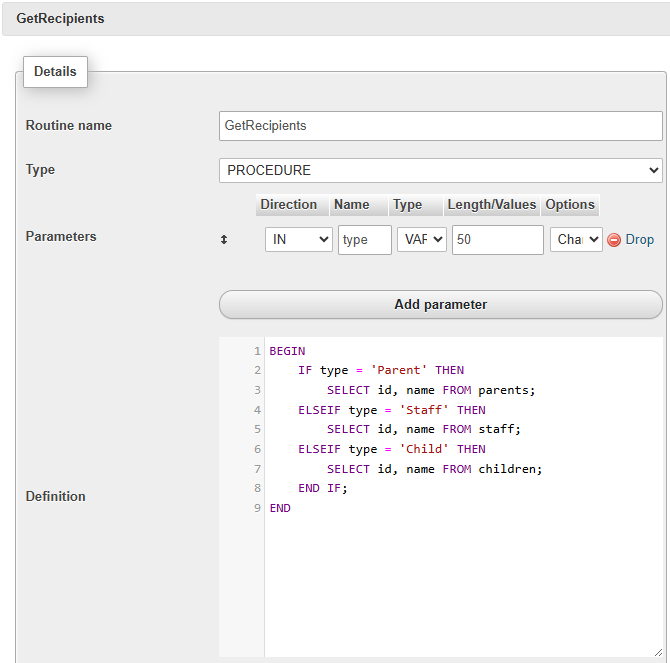 GetRecipients
Details
Routine name GetRecipients
Type PROCEDURE
Direction Name Type Length/Values Options
Parameters IN type VAR 50 Cha Drop
Add parameter
Definition
1 BEGIN
2 IF type = 'Parent' THEN
3 SELECT id, name FROM parents;
4 ELSEIF type = 'Staff' THEN
5 SELECT id, name FROM staff;
6 ELSEIF type = 'Child' THEN
7 SELECT id, name FROM children;
8 END IF;
9 END